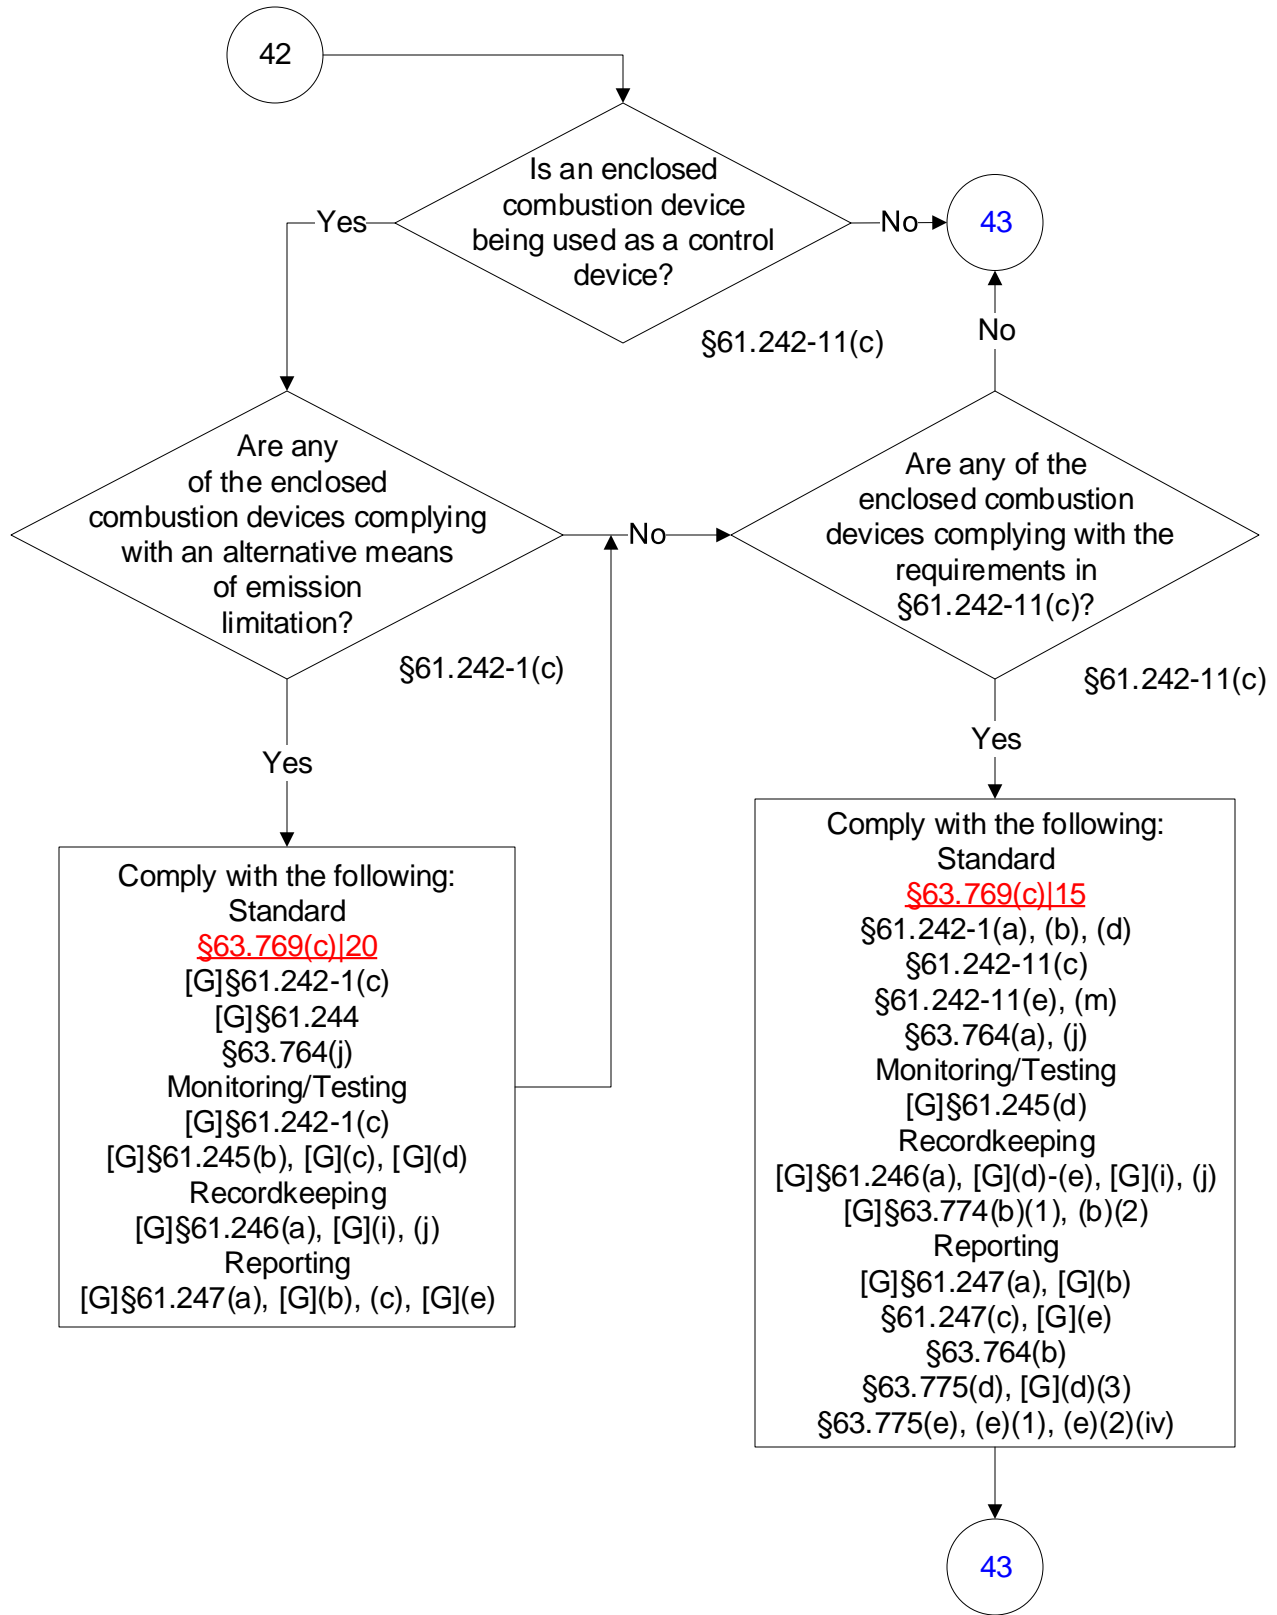 42
Is an enclosed
combustion device
being used as a control
device?
Yes
No
43
§61.242-11(c)
No
Are any
of the enclosed
combustion devices complying
with an alternative means
of emission
limitation?
No
Are any of the
enclosed combustion
devices complying with the
requirements in
§61.242-11(c)?
§61.242-1(c)
§61.242-11(c)
Yes
Yes
Comply with the following:
Standard
§63.769(c)|20
[G]§61.242-1(c)
[G]§61.244
§63.764(j)
Monitoring/Testing
[G]§61.242-1(c)
[G]§61.245(b), [G](c), [G](d)
Recordkeeping
[G]§61.246(a), [G](i), (j)
Reporting
[G]§61.247(a), [G](b), (c), [G](e)
Comply with the following:
Standard
§63.769(c)|15
§61.242-1(a), (b), (d)
§61.242-11(c)
§61.242-11(e), (m)
§63.764(a), (j)
Monitoring/Testing
[G]§61.245(d)
Recordkeeping
[G]§61.246(a), [G](d)-(e), [G](i), (j)
[G]§63.774(b)(1), (b)(2)
Reporting
[G]§61.247(a), [G](b)
§61.247(c), [G](e)
§63.764(b)
§63.775(d), [G](d)(3)
§63.775(e), (e)(1), (e)(2)(iv)
43